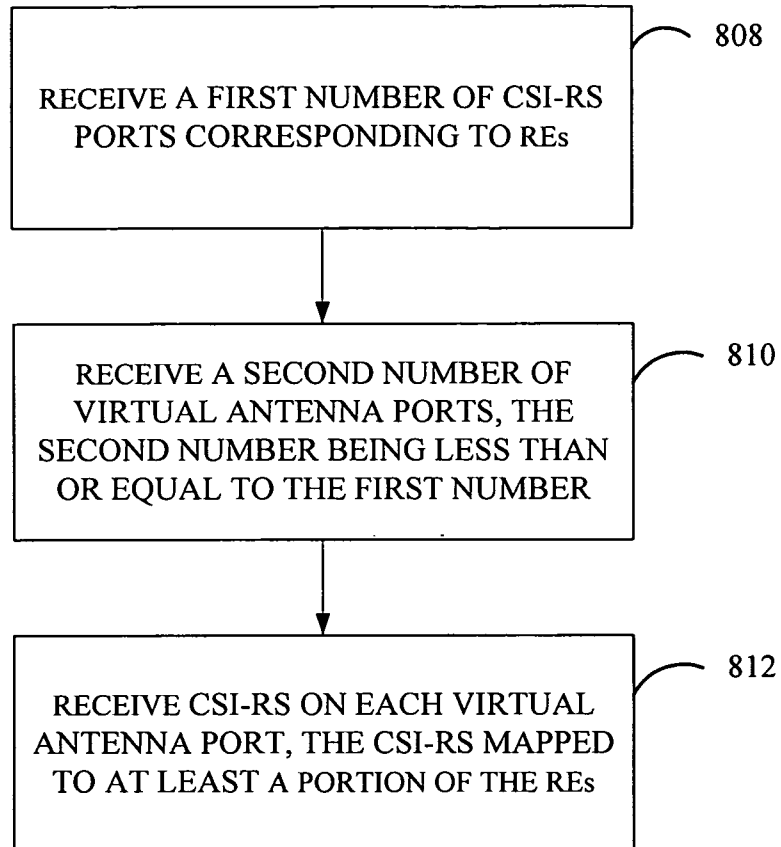 808
RECEIVE A FIRST NUMBER OF CSI-RS
PORTS CORRESPONDING TO REs
810
RECEIVE A SECOND NUMBER OF
VIRTUAL ANTENNA PORTS, THE
SECOND NUMBER BEING LESS THAN
OR EQUAL TO THE FIRST NUMBER
812
RECEIVE CSI-RS ON EACH VIRTUAL
ANTENNA PORT, THE CSI-RS MAPPED
TO AT LEAST A PORTION OF THE REs